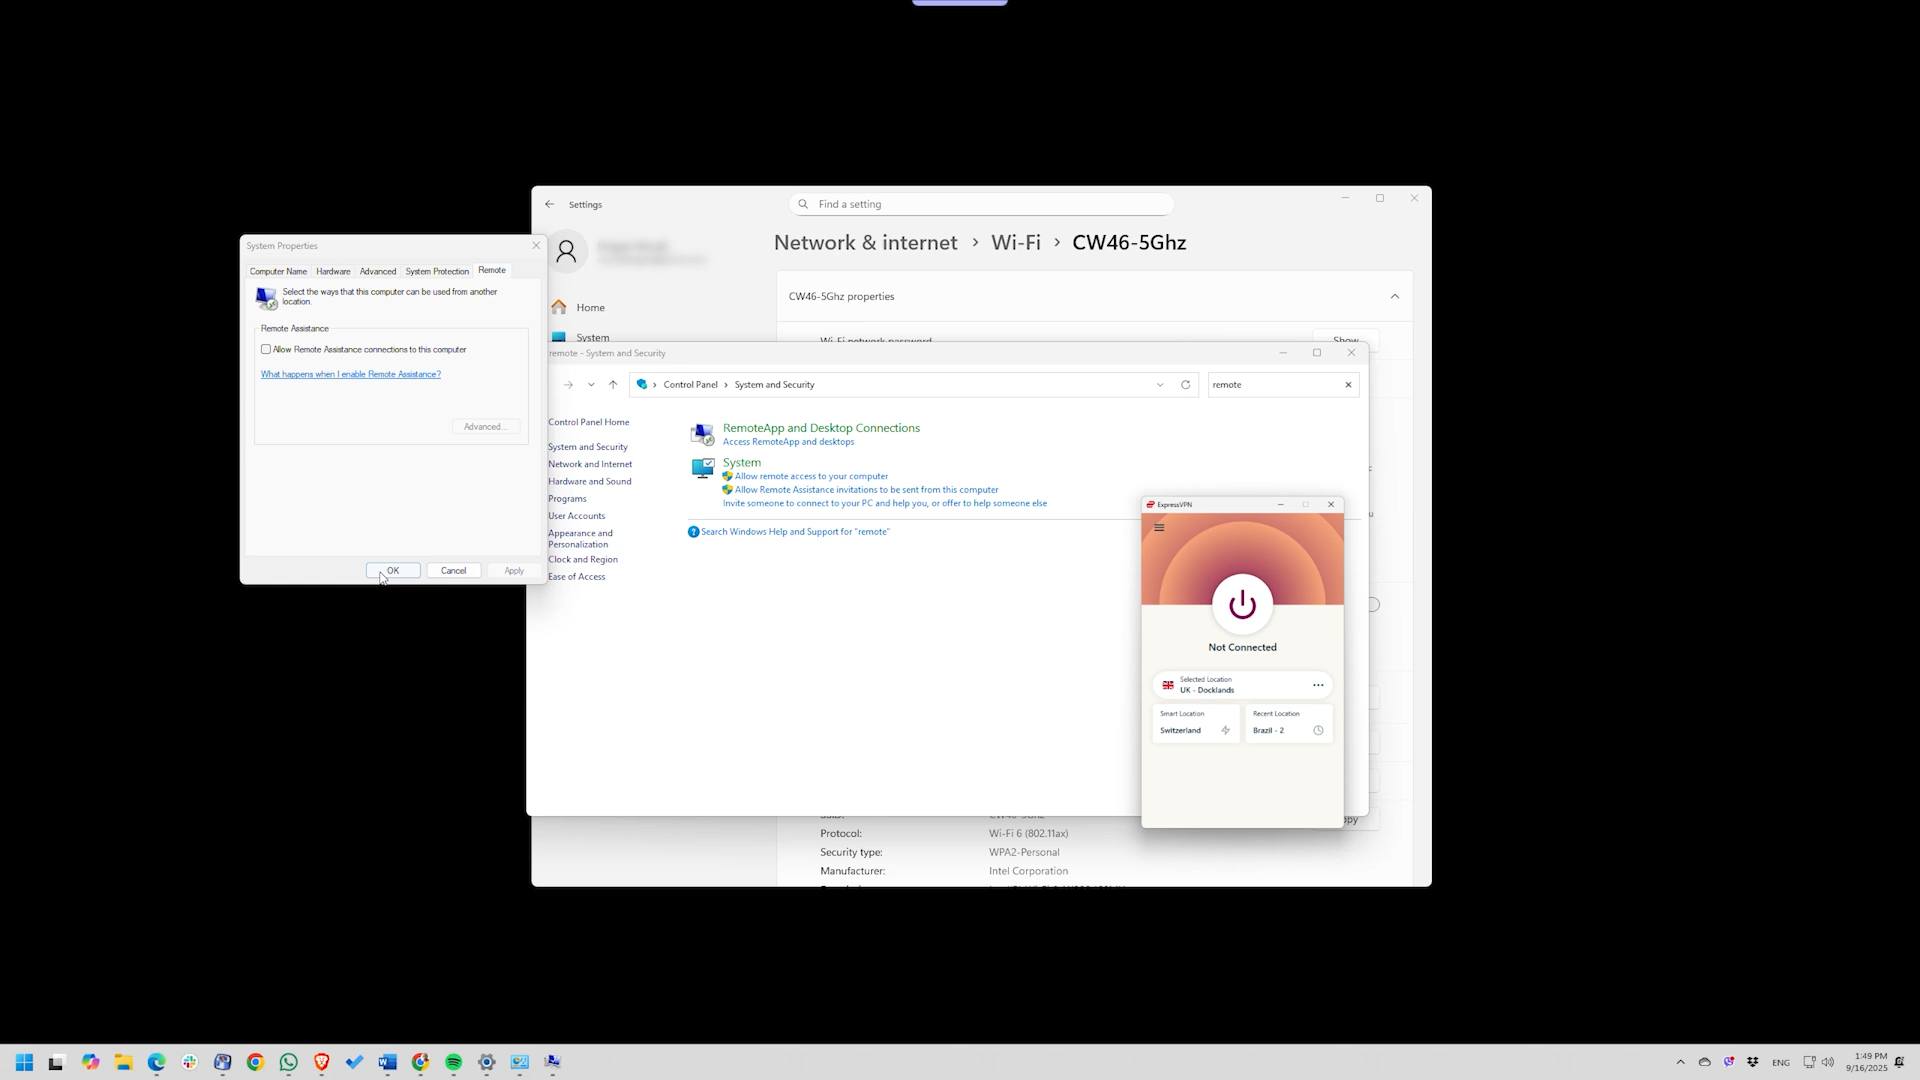 Settings
Find a setting
Network & internet > Wi-Fi > CW46-5Ghz
CW46-5Ghz properties
Home
System
Wi-Fi network password
Show
System Properties
Computer Name
Hardware
Advanced
System Protection
Remote
Select the ways that this computer can be used from another
location.
Remote Assistance
Allow Remote Assistance connections to this computer
What happens when I enable Remote Assistance?
Advanced...
OK
Cancel
Apply
remote - System and Security
Control Panel > System and Security
remote
Control Panel Home
System and Security
Network and Internet
Hardware and Sound
Programs
User Accounts
Appearance and
Personalization
Clock and Region
Ease of Access
RemoteApp and Desktop Connections
Access RemoteApp and desktops
System
Allow remote access to your computer
Allow Remote Assistance invitations to be sent from this computer
Invite someone to connect to your PC and help you, or offer to help someone else
Search Windows Help and Support for "remote"
ExpressVPN
Not Connected
Selected Location
UK - Docklands
Smart Location
Switzerland
Recent Location
Brazil - 2
Protocol:
Wi-Fi 6 (802.11ax)
Security type:
WPA2-Personal
Manufacturer:
Intel Corporation
ENG
1:49 PM
9/16/2025